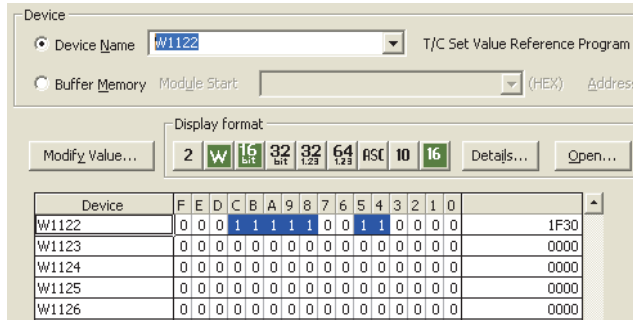 Device
Device Name W1122 T/C Set Value Reference Program
Buffer Memory Module Start (HEX) Addres
Display format
Modify Value... 2 W 16 bit 32 bit 32 1.23 64 1.23 ASC 10 16 Details... Open...
Device F E D C B A 9 8 7 6 5 4 3 2 1 0
W1122 0 0 0 1 1 1 1 1 0 0 1 1 0 0 0 0 1F30
W1123 0 0 0 0 0 0 0 0 0 0 0 0 0 0 0 0 0000
W1124 0 0 0 0 0 0 0 0 0 0 0 0 0 0 0 0 0000
W1125 0 0 0 0 0 0 0 0 0 0 0 0 0 0 0 0 0000
W1126 0 0 0 0 0 0 0 0 0 0 0 0 0 0 0 0 0000